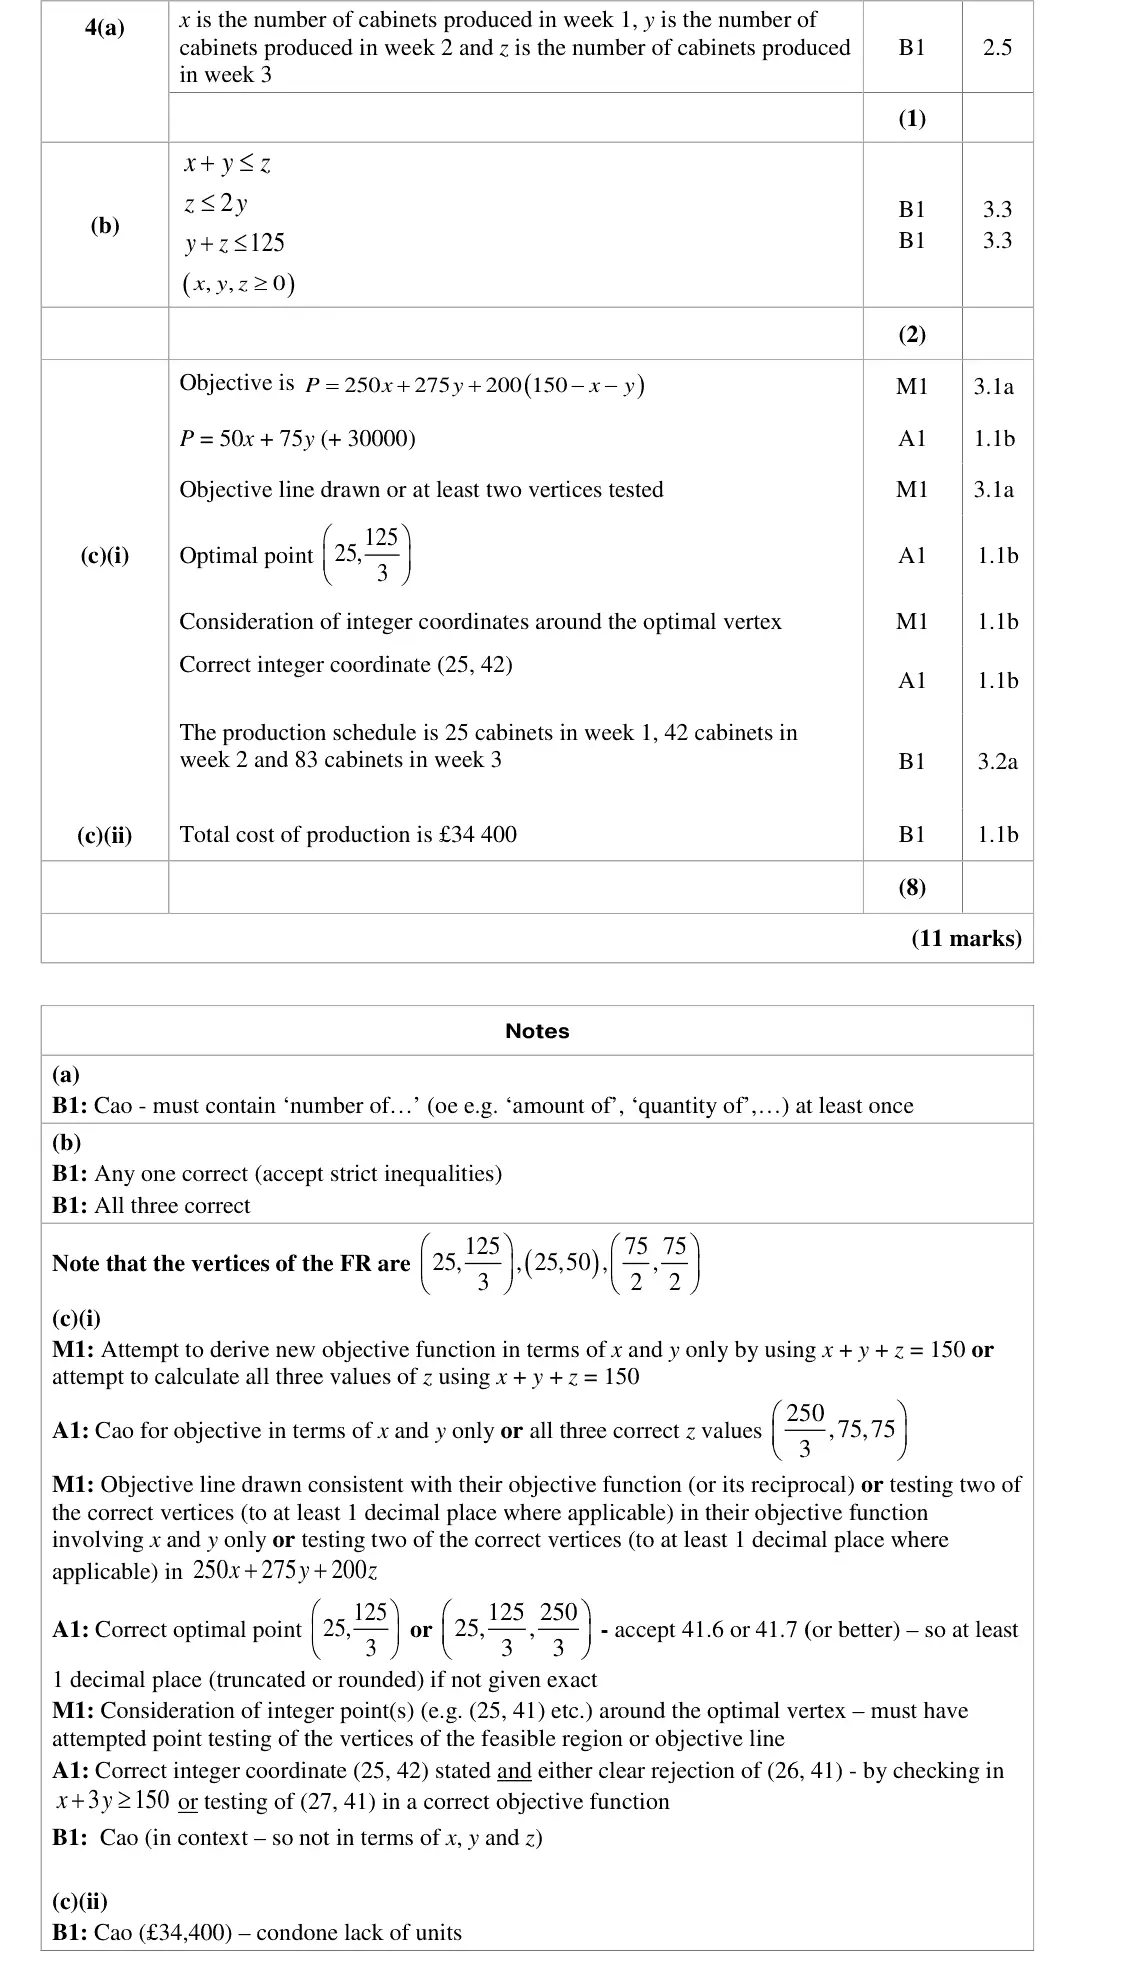 4(a)
x is the number of cabinets produced in week 1, y is the number of
cabinets produced in week 2 and z is the number of cabinets produced
in week 3
B1
2.5
(1)
(b)
x + y ≤ z
z ≤ 2y
y + z ≤ 125
(x, y, z ≥ 0)
B1
3.3
B1
3.3
(2)
(c)(i)
Objective is P = 250x + 275y + 200(150 − x − y)
M1
3.1a
P = 50x + 75y (+ 30000)
A1
1.1b
Objective line drawn or at least two vertices tested
M1
3.1a
Optimal point (25, 125/3)
A1
1.1b
Consideration of integer coordinates around the optimal vertex
M1
1.1b
Correct integer coordinate (25, 42)
A1
1.1b
The production schedule is 25 cabinets in week 1, 42 cabinets in
week 2 and 83 cabinets in week 3
B1
3.2a
(c)(ii)
Total cost of production is £34 400
B1
1.1b
(8)
(11 marks)
Notes
(a)
B1: Cao - must contain ‘number of…’ (oe e.g. ‘amount of’, ‘quantity of’,…) at least once
(b)
B1: Any one correct (accept strict inequalities)
B1: All three correct
Note that the vertices of the FR are (25, 125/3), (25, 50), (75/2, 75/2)
(c)(i)
M1: Attempt to derive new objective function in terms of x and y only by using x + y + z = 150 or
attempt to calculate all three values of z using x + y + z = 150
A1: Cao for objective in terms of x and y only or all three correct z values (250/3, 75, 75)
M1: Objective line drawn consistent with their objective function (or its reciprocal) or testing two of
the correct vertices (to at least 1 decimal place where applicable) in their objective function
involving x and y only or testing two of the correct vertices (to at least 1 decimal place where
applicable) in 250x + 275y + 200z
A1: Correct optimal point (25, 125/3) or (25, 125/3, 250/3) - accept 41.6 or 41.7 (or better) – so at least
1 decimal place (truncated or rounded) if not given exact
M1: Consideration of integer point(s) (e.g. (25, 41) etc.) around the optimal vertex – must have
attempted point testing of the vertices of the feasible region or objective line
A1: Correct integer coordinate (25, 42) stated and either clear rejection of (26, 41) - by checking in
x + 3y ≥ 150 or testing of (27, 41) in a correct objective function
B1: Cao (in context – so not in terms of x, y and z)
(c)(ii)
B1: Cao (£34,400) – condone lack of units